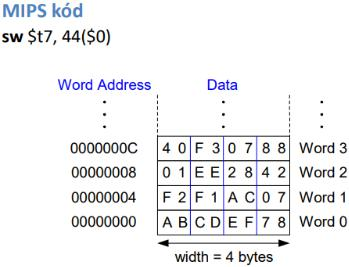 MIPS kód
sw $t7, 44($0)
Word Address Data
0000000C 4 0 F 3 0 7 8 8 Word 3
00000008 0 1 E E 2 8 4 2 Word 2
00000004 F 2 F 1 A C 0 7 Word 1
00000000 A B C D E F 7 8 Word 0
width = 4 bytes